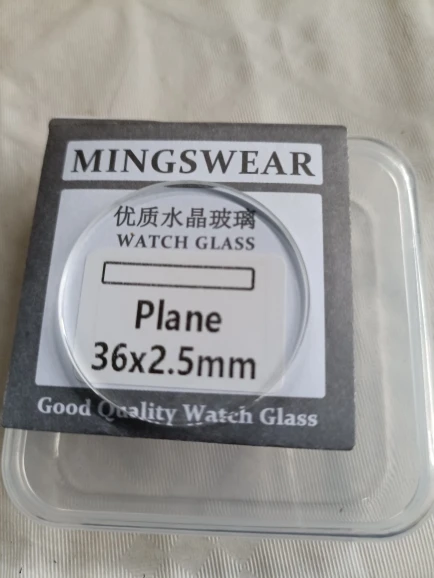 MINGSWEAR
优质水晶玻璃
WATCH GLASS
Plane
36x2.5mm
Good Quality Watch Glass